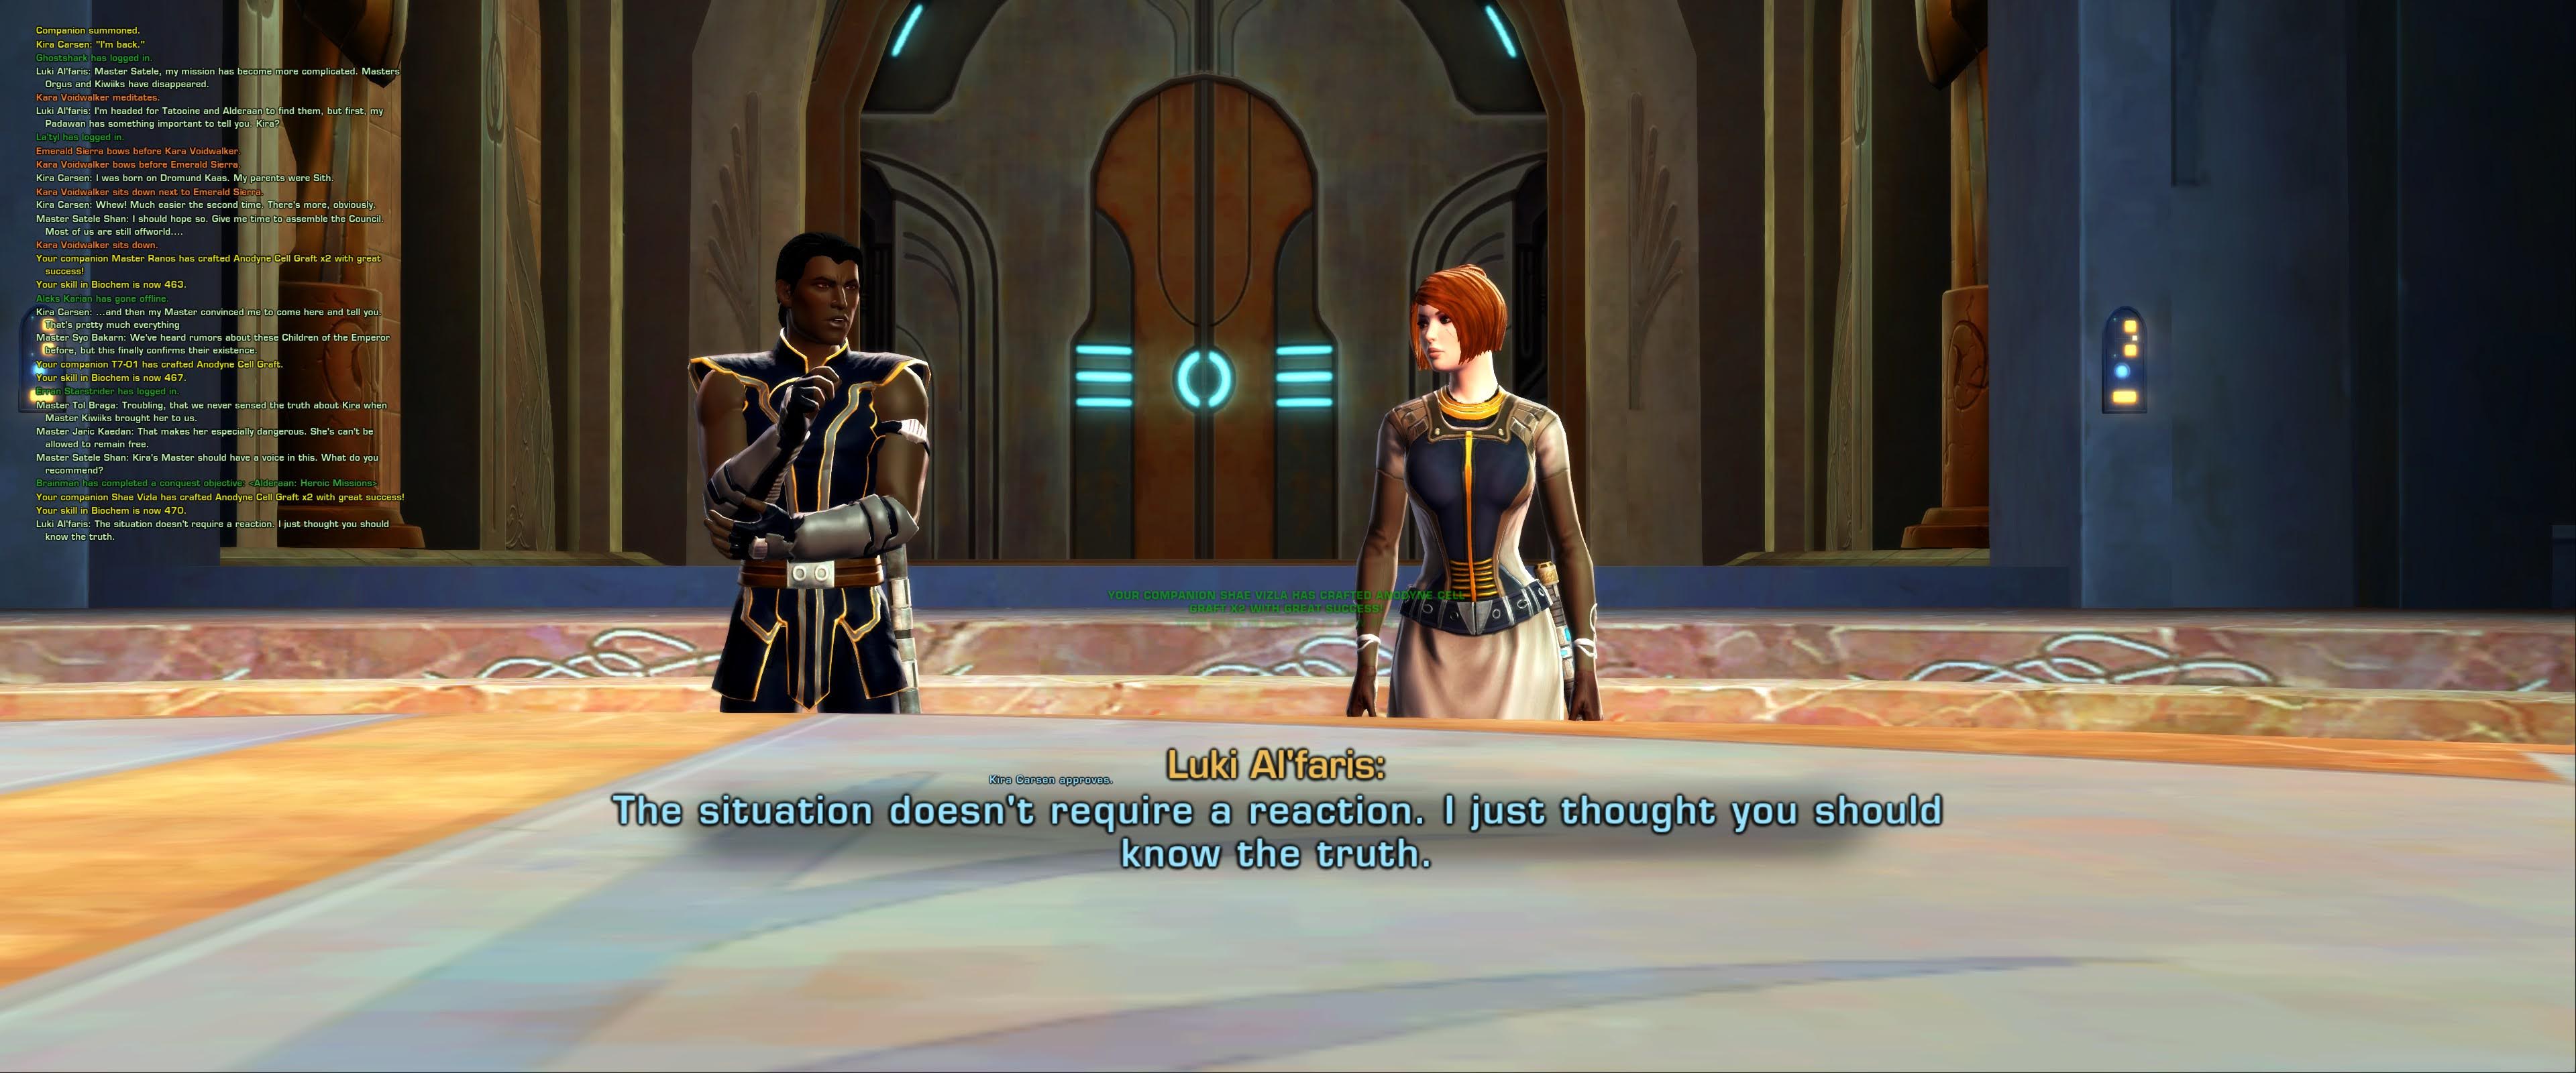 Companion summoned.
Kira Carsen: "I'm back."
Ghostshark has logged in.
Luki Al'faris: Master Satele, my mission has become more complicated. Masters
Orgus and Kiwiiks have disappeared.
Kara Voidwalker meditates.
Luki Al'faris: I'm headed for Tatooine and Alderaan to find them, but first, my
Padawan has something important to tell you. Kira?
La'tyl has logged in.
Emerald Sierra bows before Kara Voidwalker.
Kara Voidwalker bows before Emerald Sierra.
Kira Carsen: I was born on Dromund Kaas. My parents were Sith.
Kara Voidwalker sits down next to Emerald Sierra.
Kira Carsen: Whew! Much easier the second time. There's more, obviously.
Master Satele Shan: I should hope so. Give me time to assemble the Council.
Most of us are still offworld....
Kara Voidwalker sits down.
Your companion Master Ranos has crafted Anodyne Cell Graft x2 with great
success!
Your skill in Biochem is now 463.
Aleks Karian has gone offline.
Kira Carsen: ...and then my Master convinced me to come here and tell you.
That's pretty much everything
Master Syo Bakarn: We've heard rumors about these Children of the Emperor
before, but this finally confirms their existence.
Your companion T7-O1 has crafted Anodyne Cell Graft.
Your skill in Biochem is now 467.
Starstrider has logged in.
Master Tol Braga: Troubling, that we never sensed the truth about Kira when
Master Kiwiiks brought her to us.
Master Jaric Kaedan: That makes her especially dangerous. She's can't be
allowed to remain free.
Master Satele Shan: Kira's Master should have a voice in this. What do you
recommend?
Brainman has completed a conquest objective: <Alderaan: Heroic Missions>
Your companion Shae Vizla has crafted Anodyne Cell Graft x2 with great success!
Your skill in Biochem is now 470.
Luki Al'faris: The situation doesn't require a reaction. I just thought you should
know the truth.
YOUR COMPANION SHAE VIZLA HAS CRAFTED ANODYNE CELL
GRAFT X2 WITH GREAT SUCCESS!
Luki Al'faris:
Kira Carsen approves.
The situation doesn't require a reaction. I just thought you should
know the truth.